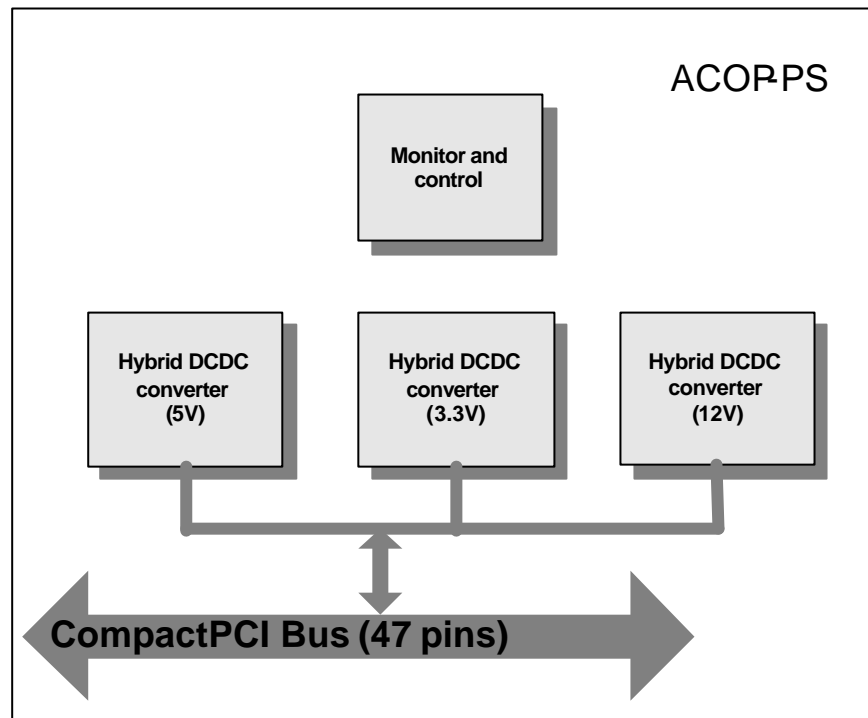 ACOP-PS
Monitor and
control
Hybrid DCDC
converter
(5V)
Hybrid DCDC
converter
(3.3V)
Hybrid DCDC
converter
(12V)
CompactPCI Bus (47 pins)